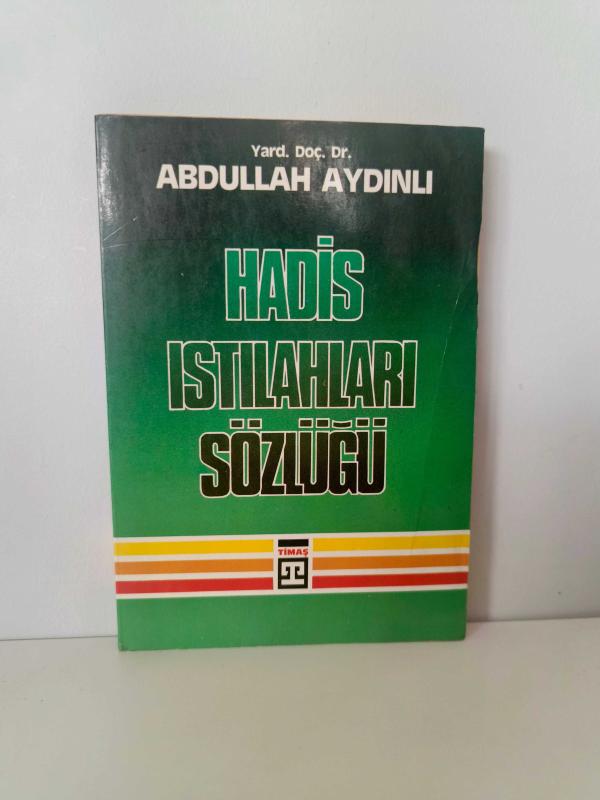 Yard. Doç. Dr.
ABDULLAH AYDINLI
HADİS
ISTILAHLARI
SÖZLÜĞÜ
TİMAŞ